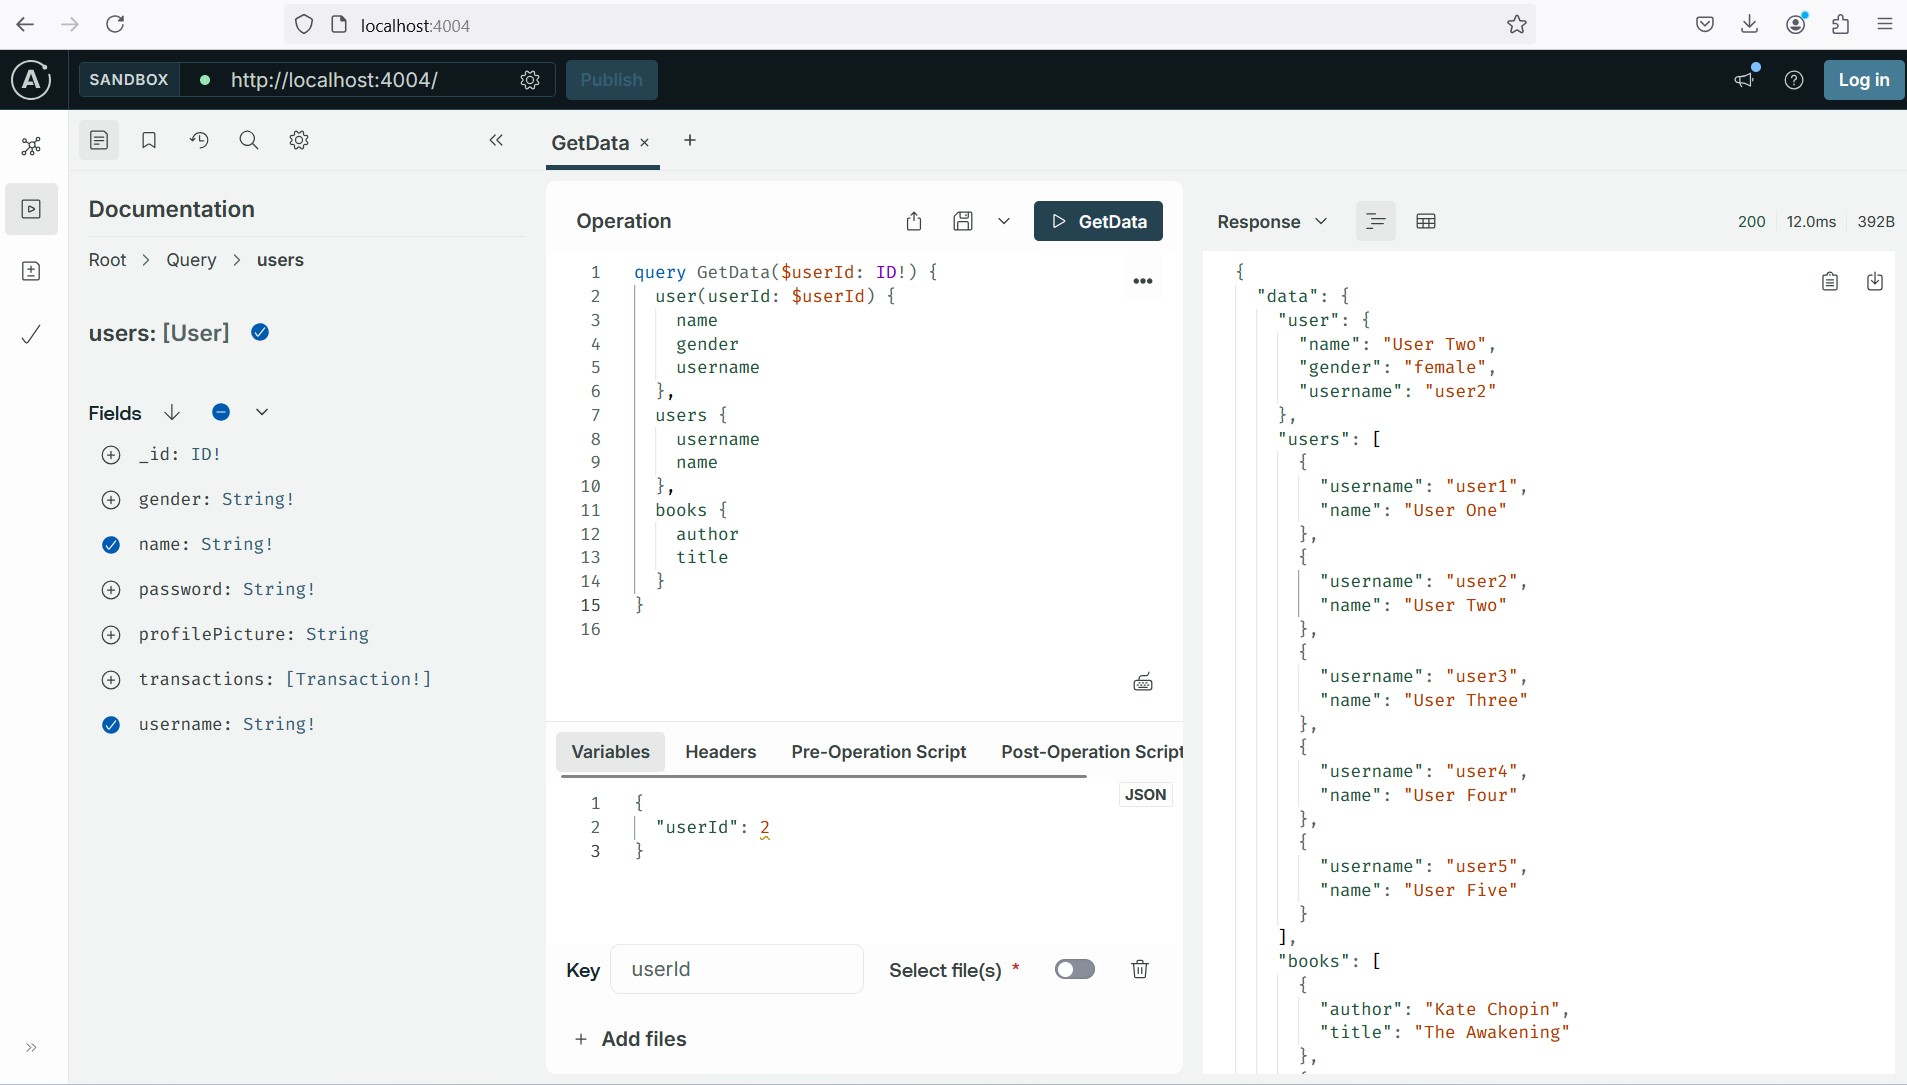 localhost:4004
SANDBOX http://localhost:4004/ Publish Log in
GetData × +
Documentation
Root > Query > users
users: [User]
Fields
_id: ID!
gender: String!
name: String!
password: String!
profilePicture: String
transactions: [Transaction!]
username: String!
Operation GetData
1 query GetData($userId: ID!) {
2 user(userId: $userId) {
3 name
4 gender
5 username
6 },
7 users {
8 username
9 name
10 },
11 books {
12 author
13 title
14 }
15 }
16
Variables Headers Pre-Operation Script Post-Operation Script
JSON
1 {
2 "userId": 2
3 }
Key userId Select file(s) *
+ Add files
Response 200 12.0ms 392B
{
"data": {
"user": {
"name": "User Two",
"gender": "female",
"username": "user2"
},
"users": [
{
"username": "user1",
"name": "User One"
},
{
"username": "user2",
"name": "User Two"
},
{
"username": "user3",
"name": "User Three"
},
{
"username": "user4",
"name": "User Four"
},
{
"username": "user5",
"name": "User Five"
}
],
"books": [
{
"author": "Kate Chopin",
"title": "The Awakening"
},